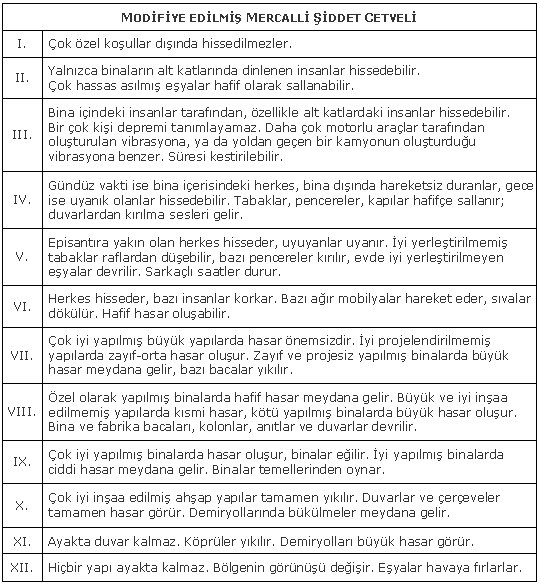 MODİFİYE EDİLMİŞ MERCALLİ ŞİDDET CETVELİ
I. Çok özel koşullar dışında hissedilmezler.
II. Yalnızca binaların alt katlarında dinlenen insanlar hissedebilir.
Çok hassas asılmış eşyalar hafif olarak sallanabilir.
III. Bina içindeki insanlar tarafından, özellikle alt katlardaki insanlar hissedebilir.
Bir çok kişi depremi tanımlayamaz. Daha çok motorlu araçlar tarafından
oluşturulan vibrasyona, ya da yoldan geçen bir kamyonun oluşturduğu
vibrasyona benzer. Süresi kestirilebilir.
IV. Gündüz vakti ise bina içerisindeki herkes, bina dışında hareketsiz duranlar, gece
ise uyanık olanlar hissedebilir. Tabaklar, pencereler, kapılar hafifçe sallanır;
duvarlardan kırılma sesleri gelir.
V. Episantıra yakın olan herkes hisseder, uyuyanlar uyanır. İyi yerleştirilmemiş
tabaklar raflardan düşebilir, bazı pencereler kırılır, evde iyi yerleştirilmeyen
eşyalar devrilir. Sarkaçlı saatler durur.
VI. Herkes hisseder, bazı insanlar korkar. Bazı ağır mobilyalar hareket eder, sıvalar
dökülür. Hafif hasar oluşabilir.
VII. Çok iyi yapılmış büyük yapılarda hasar önemsizdir. İyi projelendirilmemiş
yapılarda zayıf-orta hasar oluşur. Zayıf ve projesiz yapılmış binalarda büyük
hasar meydana gelir, bazı bacalar yıkılır.
VIII. Özel olarak yapılmış binalarda hafif hasar meydana gelir. Büyük ve iyi inşaa
edilmemiş yapılarda kısmi hasar, kötü yapılmış binalarda büyük hasar oluşur.
Bina ve fabrika bacaları, kolonlar, anıtlar ve duvarlar devrilir.
IX. Çok iyi yapılmış binalarda hasar oluşur, binalar eğilir. İyi yapılmış binalarda
ciddi hasar meydana gelir. Binalar temellerinden oynar.
X. Çok iyi inşaa edilmiş ahşap yapılar tamamen yıkılır. Duvarlar ve çerçeveler
tamamen hasar görür. Demiryollarında bükülmeler meydana gelir.
XI. Ayakta duvar kalmaz. Köprüler yıkılır. Demiryolları büyük hasar görür.
XII. Hiçbir yapı ayakta kalmaz. Bölgenin görünüşü değişir. Eşyalar havaya fırlarlar.